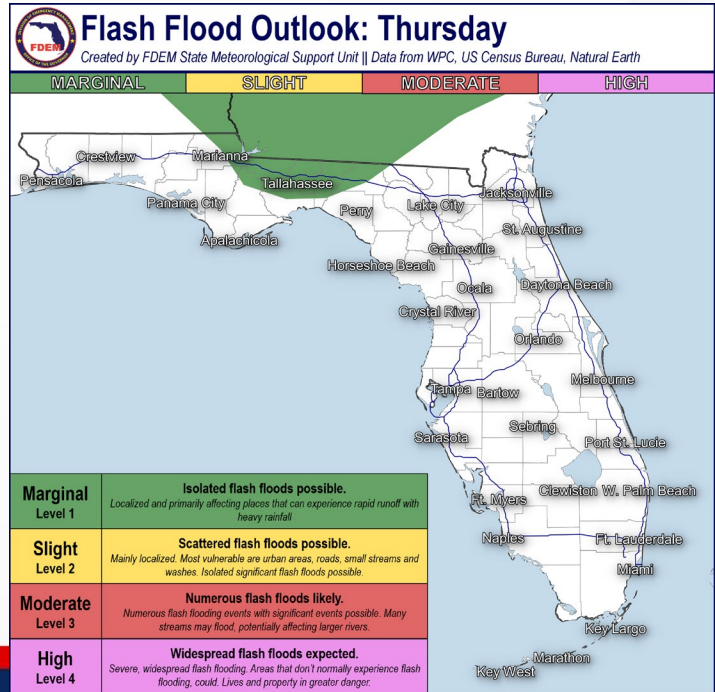 Flash Flood Outlook: Thursday
FDEM
Created by FDEM State Meteorological Support Unit || Data from WPC, US Census Bureau, Natural Earth
MARGINAL SLIGHT MODERATE HIGH
Crestview
Marianna
Pensacola
Tallahassee
Panama City
Perry
Lake City
Jacksonville
Apalachicola
St. Augustine
Gainesville
Horseshoe Beach
Ocala
Daytona Beach
Crystal River
Orlando
Tampa
Bartow
Melbourne
Sebring
Sarasota
Port St. Lucie
Ft. Myers
Clewiston
W. Palm Beach
Naples
Ft. Lauderdale
Miami
Key Largo
Marathon
Key West
Marginal
Level 1
Isolated flash floods possible.
Localized and primarily affecting places that can experience rapid runoff with
heavy rainfall
Slight
Level 2
Scattered flash floods possible.
Mainly localized. Most vulnerable are urban areas, roads, small streams and
washes. Isolated significant flash floods possible.
Moderate
Level 3
Numerous flash floods likely.
Numerous flash flooding events with significant events possible. Many
streams may flood, potentially affecting larger rivers.
High
Level 4
Widespread flash floods expected.
Severe, widespread flash flooding. Areas that don't normally experience flash
flooding, could. Lives and property in greater danger.